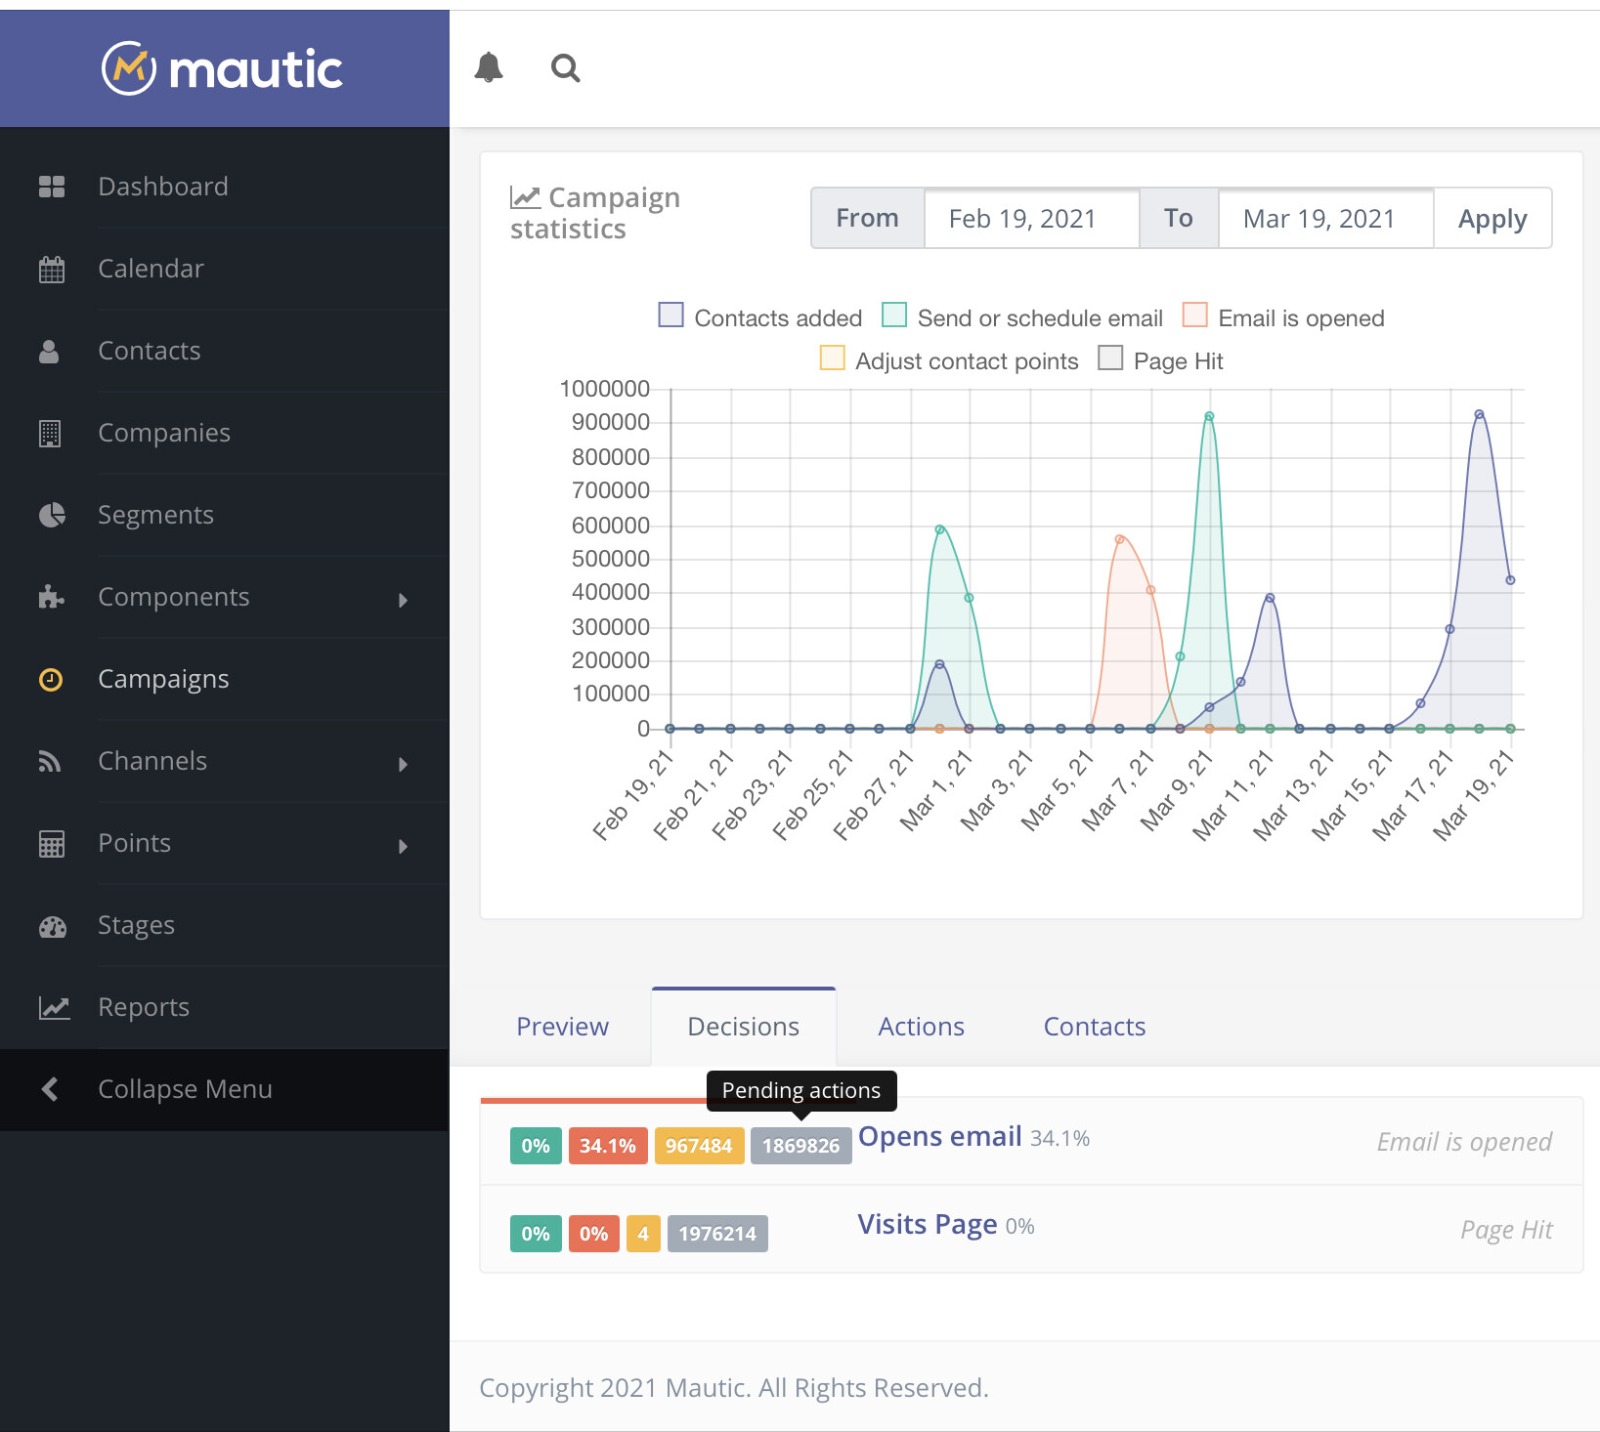 mautic
Dashboard
Calendar
Contacts
Companies
Segments
Components
Campaigns
Channels
Points
Stages
Reports
Collapse Menu
Campaign
statistics
From Feb 19, 2021 To Mar 19, 2021 Apply
Contacts added Send or schedule email Email is opened
Adjust contact points Page Hit
1000000
900000
800000
700000
600000
500000
400000
300000
200000
100000
0
Feb 19, 21
Feb 21, 21
Feb 23, 21
Feb 25, 21
Feb 27, 21
Mar 1, 21
Mar 3, 21
Mar 5, 21
Mar 7, 21
Mar 9, 21
Mar 11, 21
Mar 13, 21
Mar 15, 21
Mar 17, 21
Mar 19, 21
Preview Decisions Actions Contacts
Pending actions
0% 34.1% 967484 1869826 Opens email 34.1% Email is opened
0% 0% 4 1976214 Visits Page 0% Page Hit
Copyright 2021 Mautic. All Rights Reserved.